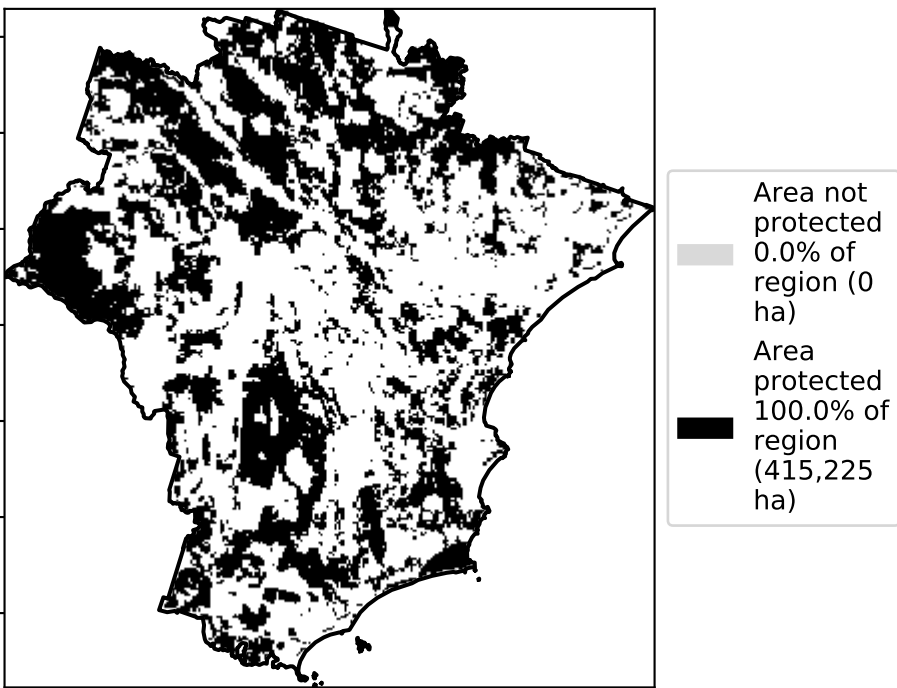 Area not
protected
0.0% of
region (0
ha)
Area
protected
100.0% of
region
(415,225
ha)